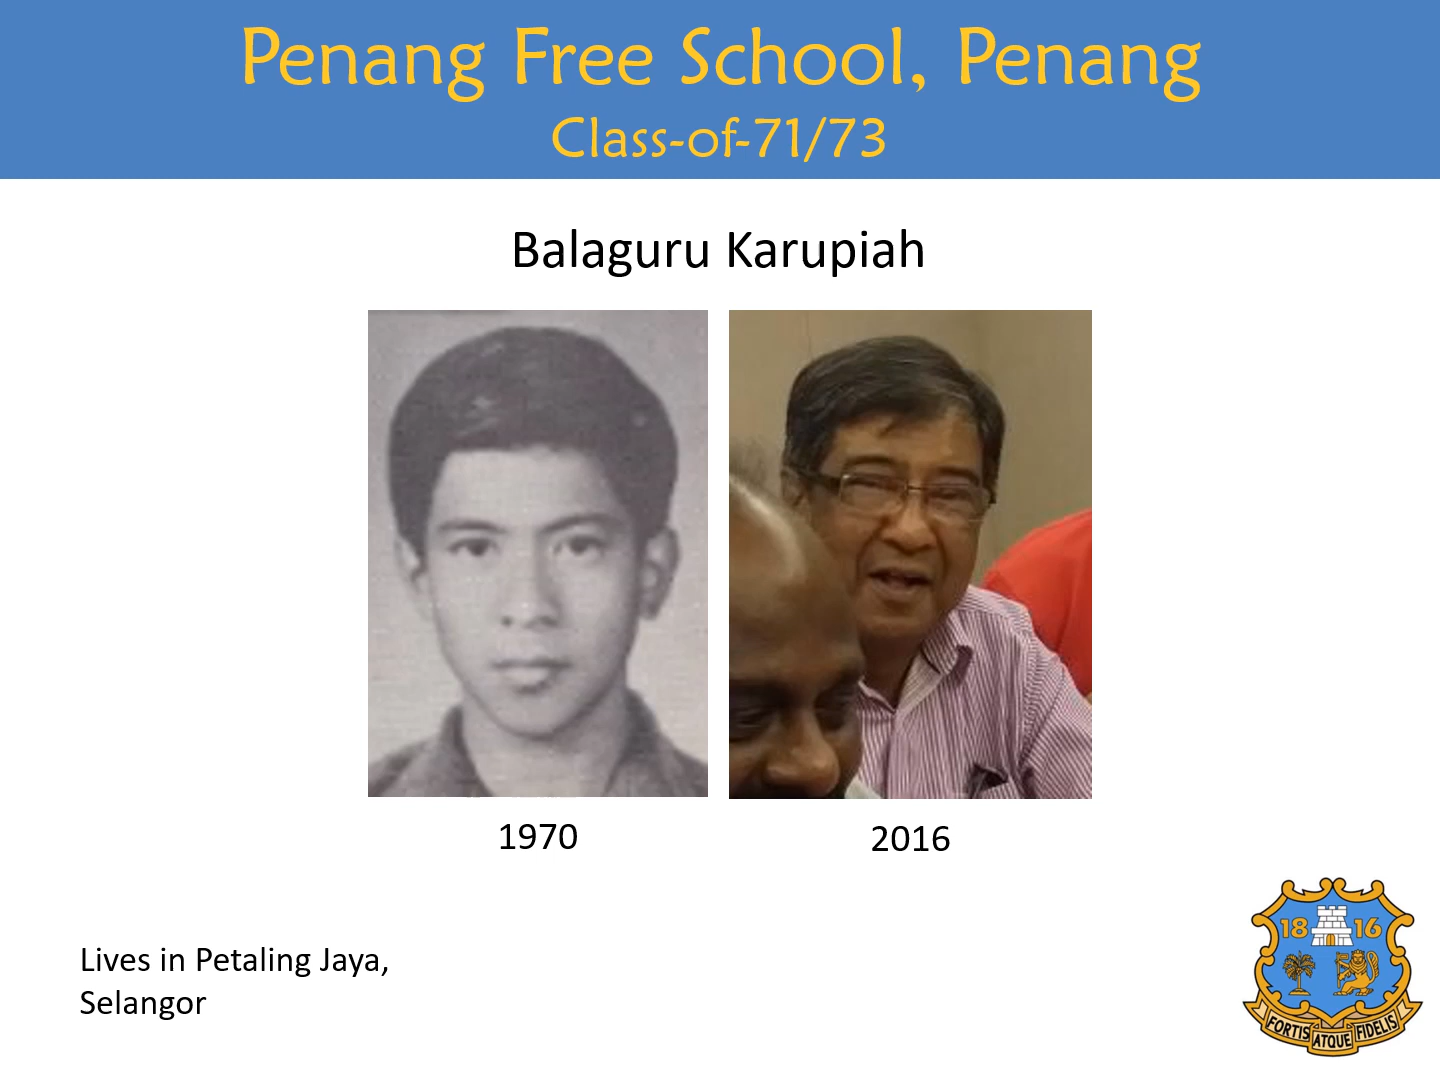 Penang Free School, Penang
Class-of-71/73
Balaguru Karupiah
1970
2016
Lives in Petaling Jaya,
Selangor
18 16
FORTIS ATQUE FIDELIS